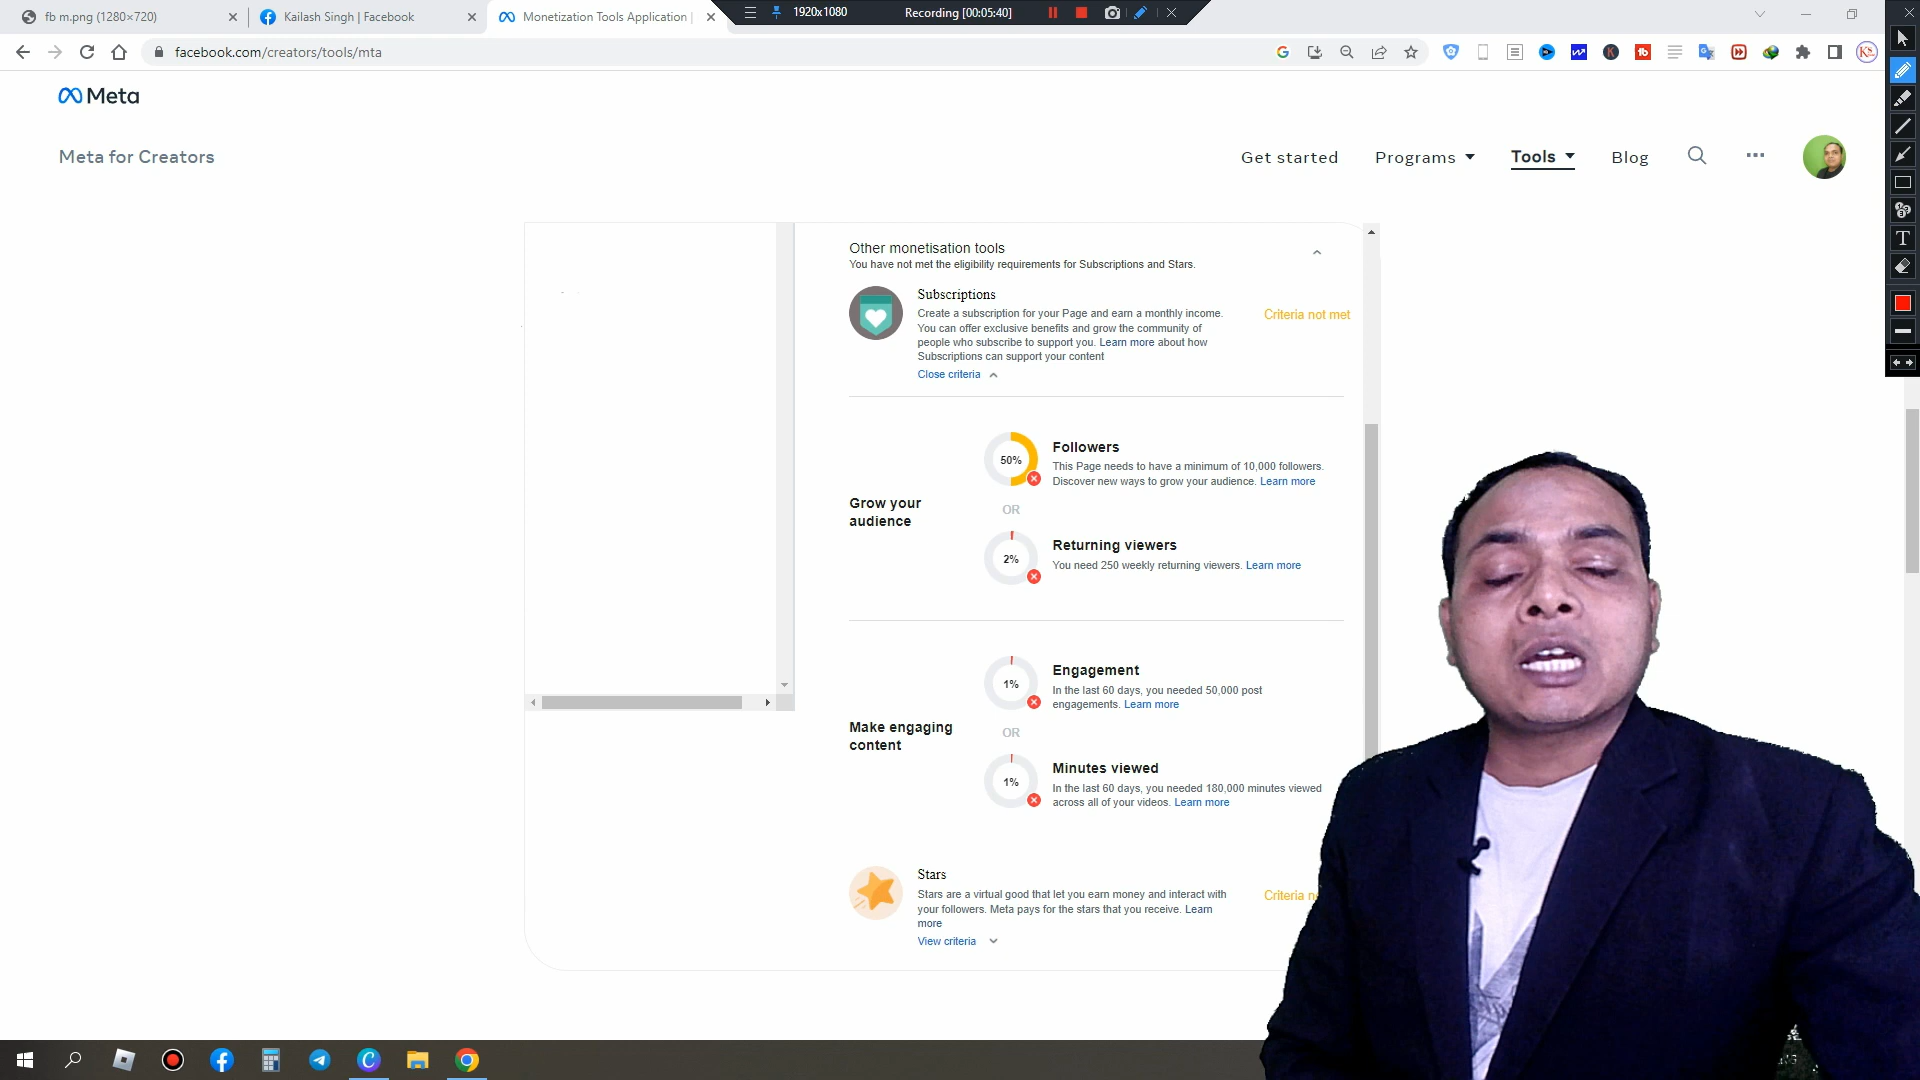 fb m.png (1280×720)
Kailash Singh | Facebook
Monetization Tools Application |
1920x1080
Recording [00:05:40]
facebook.com/creators/tools/mta
Meta
Meta for Creators
Get started
Programs
Tools
Blog
Other monetisation tools
You have not met the eligibility requirements for Subscriptions and Stars.
Subscriptions
Create a subscription for your Page and earn a monthly income.
You can offer exclusive benefits and grow the community of
people who subscribe to support you. Learn more about how
Subscriptions can support your content
Criteria not met
Close criteria
Grow your
audience
50%
Followers
This Page needs to have a minimum of 10,000 followers.
Discover new ways to grow your audience. Learn more
OR
2%
Returning viewers
You need 250 weekly returning viewers. Learn more
Make engaging
content
1%
Engagement
In the last 60 days, you needed 50,000 post
engagements. Learn more
OR
1%
Minutes viewed
In the last 60 days, you needed 180,000 minutes viewed
across all of your videos. Learn more
Stars
Stars are a virtual good that let you earn money and interact with
your followers. Meta pays for the stars that you receive. Learn
more
Criteria
View criteria